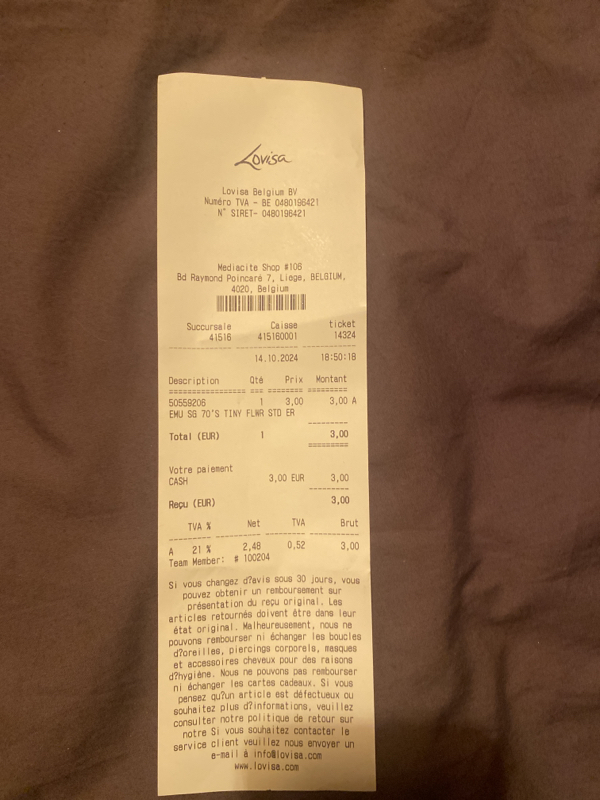 Lovisa
Lovisa Belgium BV
Numéro TVA - BE 0480196421
N° SIRET- 0480196421
Mediacite Shop #106
Bd Raymond Poincaré 7, Liege, BELGIUM,
4020, Belgium
Succursale Caisse ticket
41516 415160001 14324
14.10.2024 18:50:18
Description Qté Prix Montant
50559206 1 3,00 3,00 A
EMU SG 70'S TINY FLWR STD ER
Total (EUR) 1 3,00
Votre paiement
CASH 3,00 EUR 3,00
Reçu (EUR) 3,00
TVA % Net TVA Brut
A 21 % 2,48 0,52 3,00
Team Member: # 100204
Si vous changez d?avis sous 30 jours, vous
pouvez obtenir un remboursement sur
présentation du reçu original. Les
articles retournés doivent être dans leur
état original. Malheureusement, nous ne
pouvons rembourser ni échanger les boucles
d?oreilles, piercings corporels, masques
et accessoires cheveux pour des raisons
d?hygiène. Nous ne pouvons pas rembourser
ni échanger les cartes cadeaux. Si vous
pensez qu?un article est défectueux ou
souhaitez plus d?informations, veuillez
consulter notre politique de retour sur
notre Si vous souhaitez contacter le
service client veuillez nous envoyer un
e-mail à info@lovisa.com
www.lovisa.com